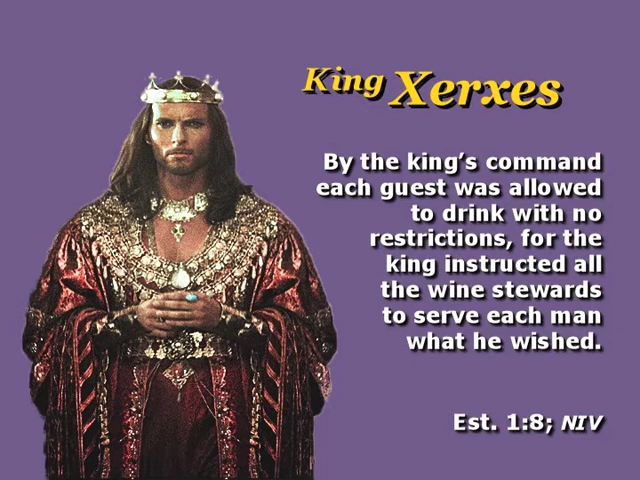 King Xerxes
By the king's command
each guest was allowed
to drink with no
restrictions, for the
king instructed all
the wine stewards
to serve each man
what he wished.
Est. 1:8; NIV